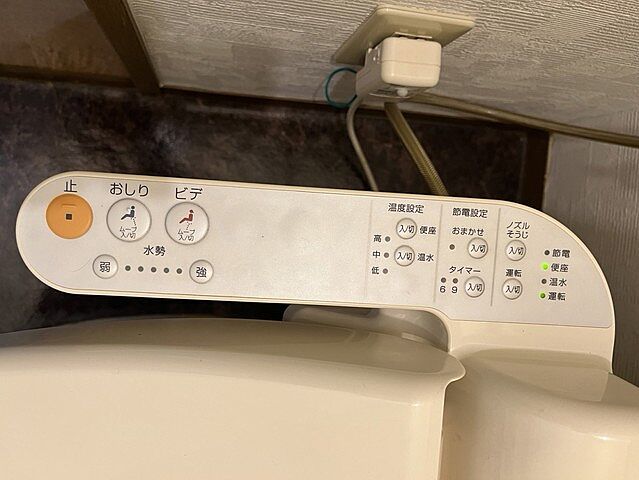 止
おしり
ムーブ
入/切
ビデ
ムーブ
入/切
水勢
弱
強
温度設定
入/切 便座
高
中 入/切 温水
低
節電設定
おまかせ
入/切
タイマー
6 9 入/切
ノズル
そうじ
入/切
運転
入/切
節電
便座
温水
運転